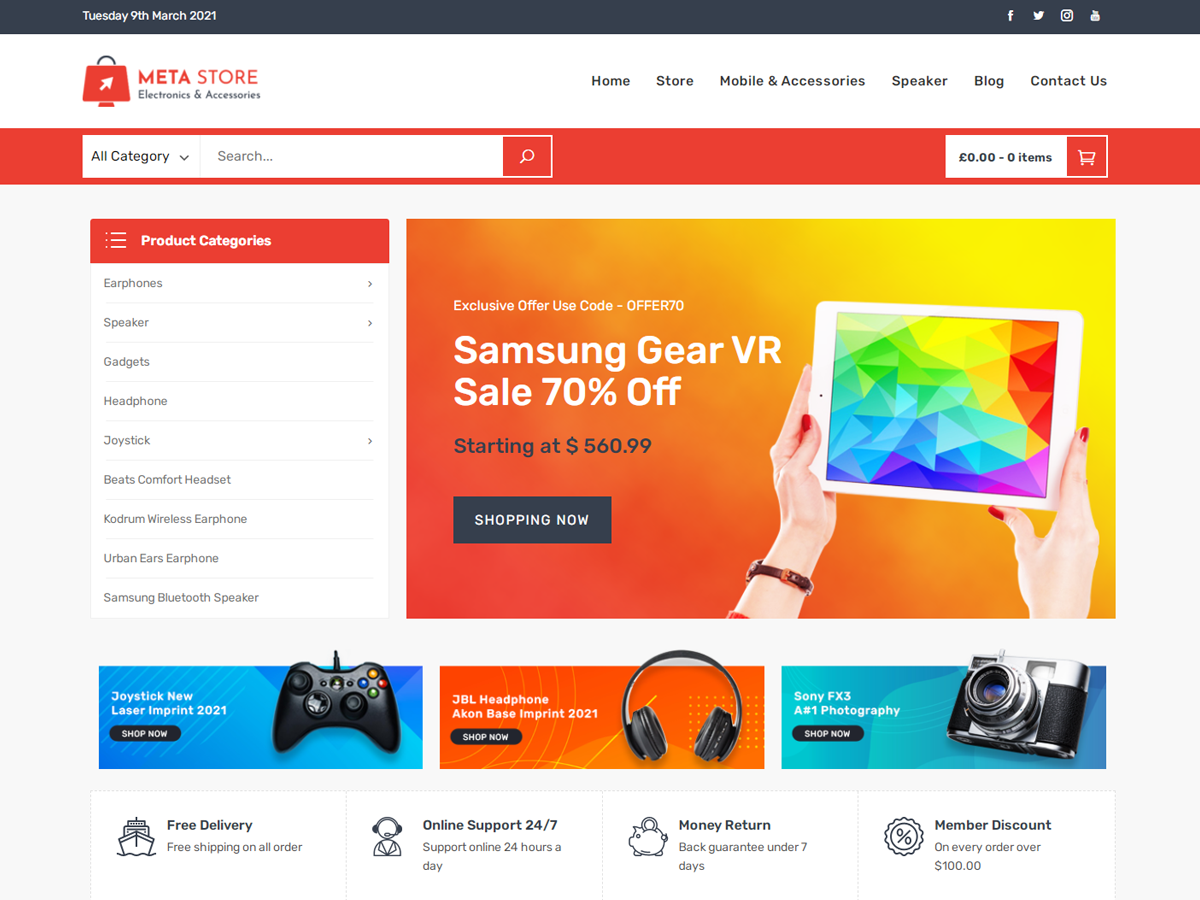 Tuesday 9th March 2021
META STORE
Electronics & Accessories
Home Store Mobile & Accessories Speaker Blog Contact Us
All Category Search... £0.00 - 0 items
Product Categories
Earphones
Speaker
Gadgets
Headphone
Joystick
Beats Comfort Headset
Kodrum Wireless Earphone
Urban Ears Earphone
Samsung Bluetooth Speaker
Exclusive Offer Use Code - OFFER70
Samsung Gear VR
Sale 70% Off
Starting at $ 560.99
SHOPPING NOW
Joystick New
Laser Imprint 2021
SHOP NOW
JBL Headphone
Akon Base Imprint 2021
SHOP NOW
Sony FX3
A#1 Photography
SHOP NOW
Free Delivery
Free shipping on all order
Online Support 24/7
Support online 24 hours a
day
Money Return
Back guarantee under 7
days
Member Discount
On every order over
$100.00